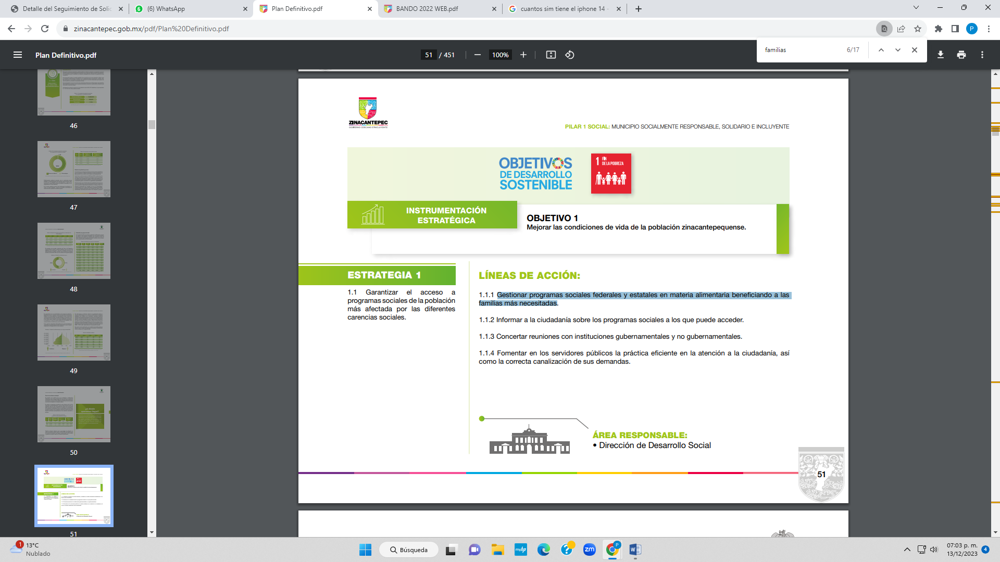 Detalle del Seguimiento de Solic
(6) WhatsApp
Plan Definitivo.pdf
BANDO 2022 WEB.pdf
cuantos sim tiene el iphone 14 -
zinacantepec.gob.mx/pdf/Plan%20Definitivo.pdf
P
Plan Definitivo.pdf
51 / 451
100%
familias
6/17
46
47
48
49
50
51
ZINACANTEPEC
GOBIERNO CERCANO E INCLUYENTE
PILAR 1 SOCIAL: MUNICIPIO SOCIALMENTE RESPONSABLE, SOLIDARIO E INCLUYENTE
OBJETIVOS
DE DESARROLLO
SOSTENIBLE
1 FIN
DE LA POBREZA
INSTRUMENTACIÓN
ESTRATÉGICA
OBJETIVO 1
Mejorar las condiciones de vida de la población zinacantepequense.
ESTRATEGIA 1
1.1 Garantizar el acceso a
programas sociales de la población
más afectada por las diferentes
carencias sociales.
LÍNEAS DE ACCIÓN:
1.1.1 Gestionar programas sociales federales y estatales en materia alimentaria beneficiando a las
familias más necesitadas.
1.1.2 Informar a la ciudadanía sobre los programas sociales a los que puede acceder.
1.1.3 Concertar reuniones con instituciones gubernamentales y no gubernamentales.
1.1.4 Fomentar en los servidores públicos la práctica eficiente en la atención a la ciudadanía, así
como la correcta canalización de sus demandas.
ÁREA RESPONSABLE:
• Dirección de Desarrollo Social
51
1
13°C
Nublado
Búsqueda
myhp
zm
P
07:03 p. m.
13/12/2023
4